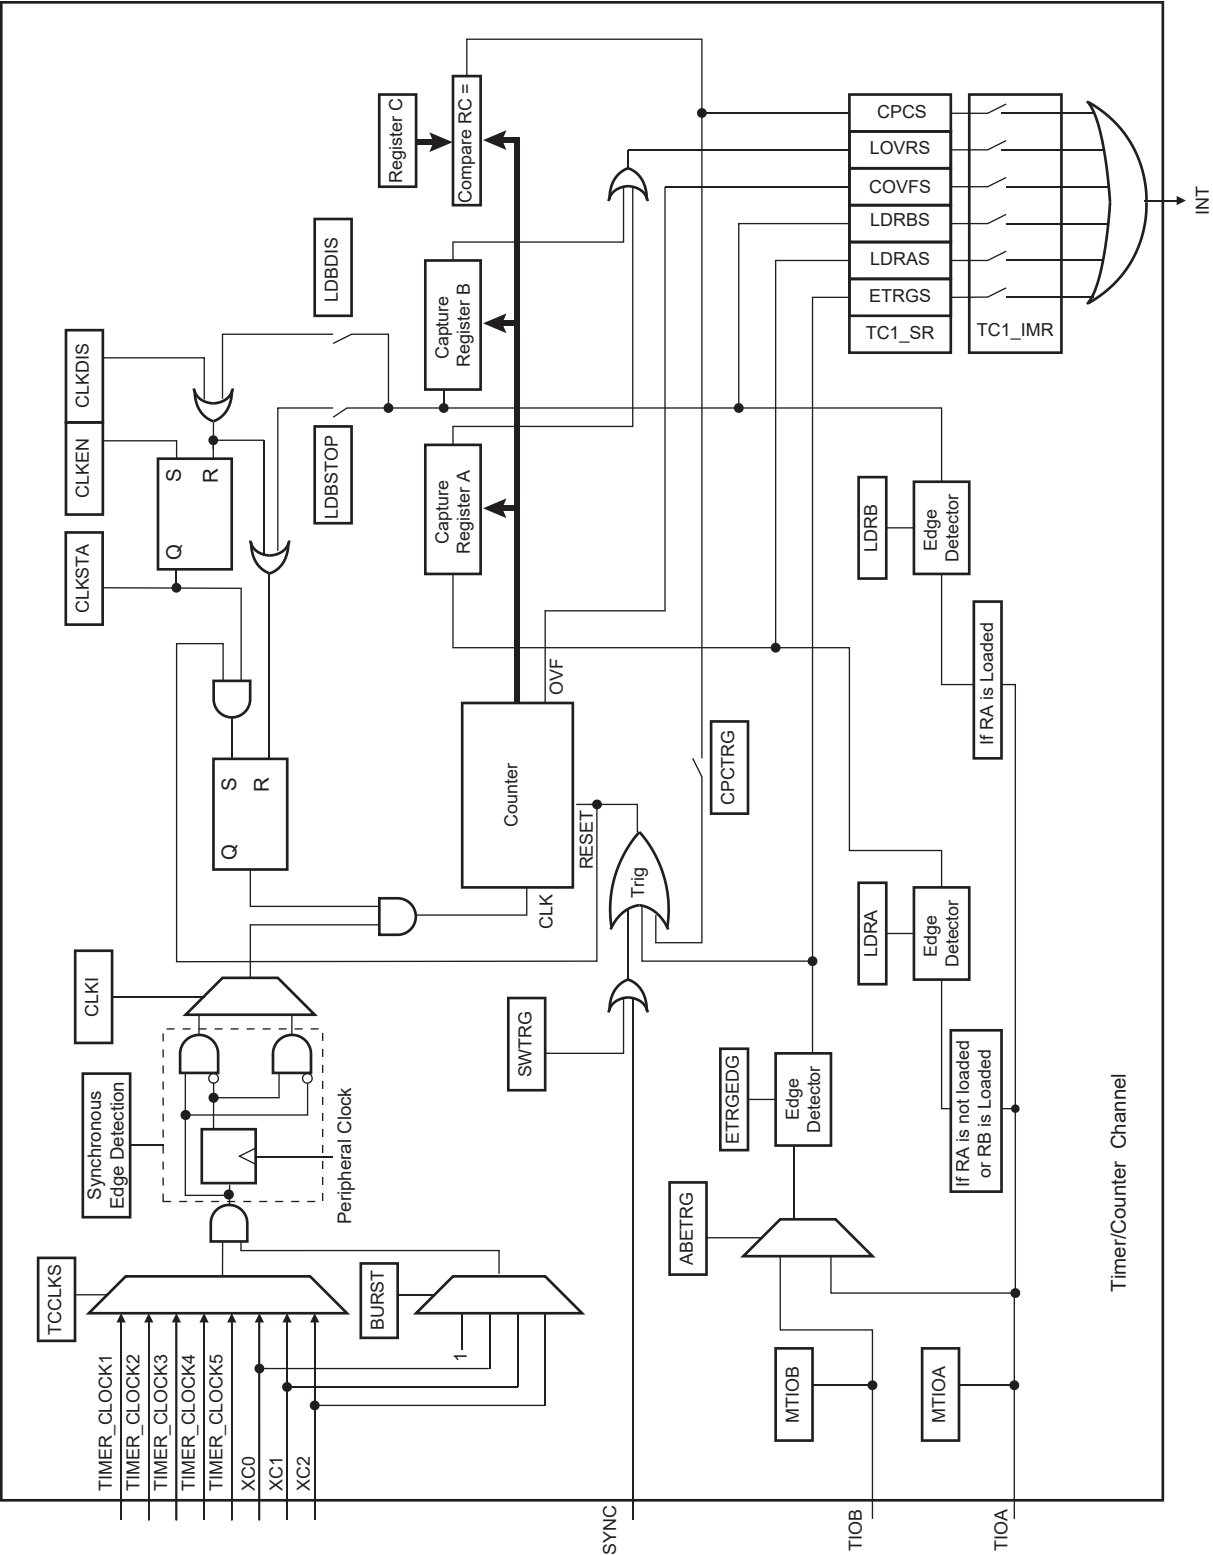 TCCLKS
TIMER_CLOCK1
TIMER_CLOCK2
TIMER_CLOCK3
TIMER_CLOCK4
TIMER_CLOCK5
XC0
XC1
XC2
BURST
1
Synchronous
Edge Detection
Peripheral Clock
CLKI
CLKSTA
CLKEN
CLKDIS
Q
S
R
Q
S
R
LDBSTOP
LDBDIS
Register C
Compare RC =
Capture
Register A
Capture
Register B
Counter
CLK
OVF
RESET
Trig
SWTRG
SYNC
CPCTRG
ABETRG
ETRGEDG
Edge
Detector
MTIOB
TIOB
MTIOA
TIOA
LDRA
Edge
Detector
If RA is not loaded
or RB is Loaded
LDRB
Edge
Detector
If RA is Loaded
CPCS
LOVRS
COVFS
LDRBS
LDRAS
ETRGS
TC1_SR
TC1_IMR
INT
Timer/Counter Channel